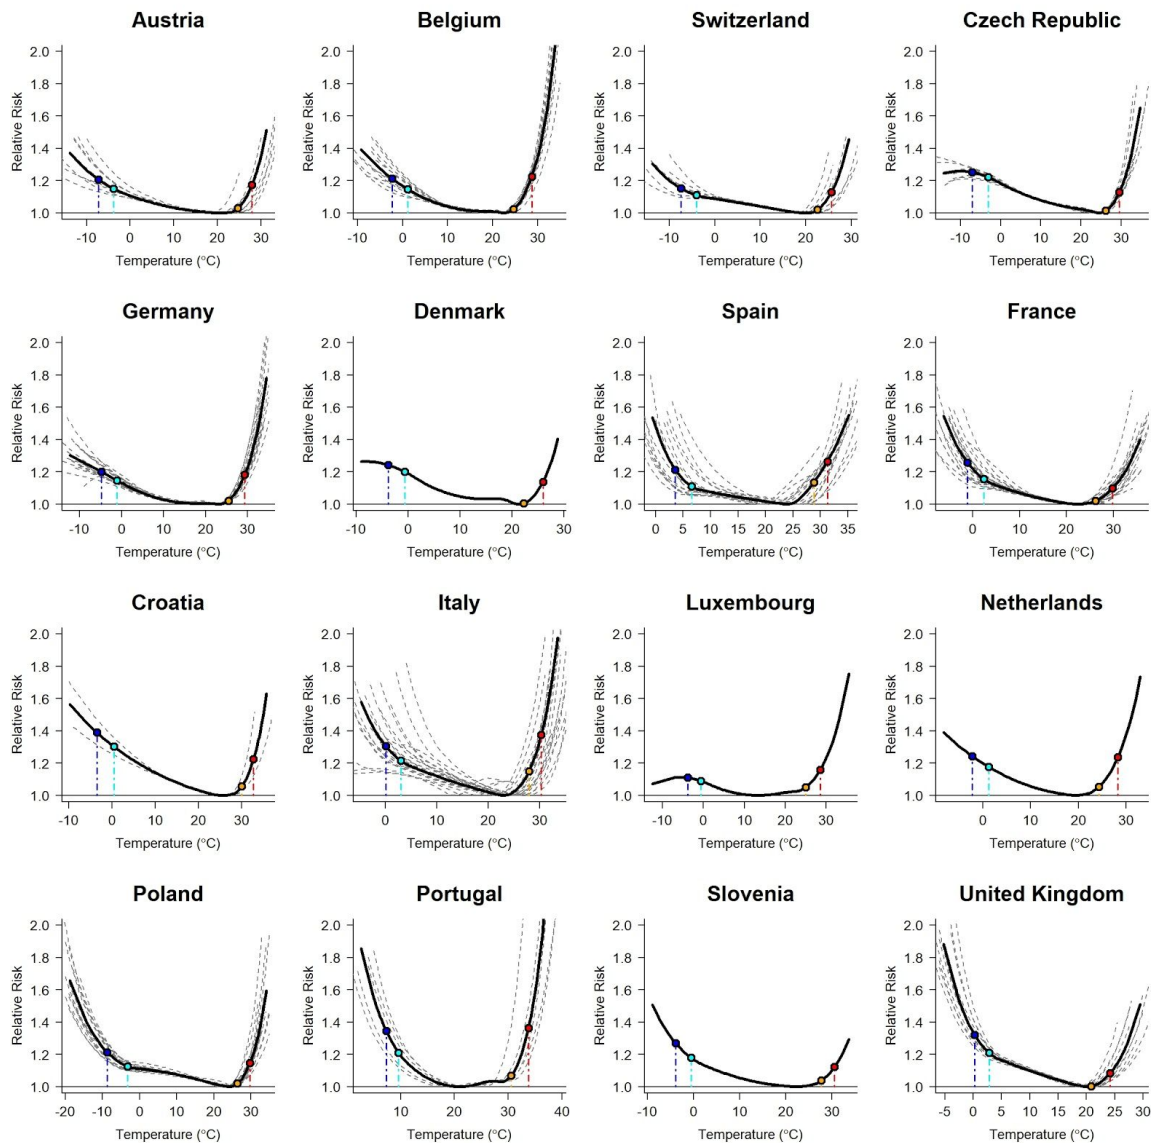 Austria
Belgium
Switzerland
Czech Republic
Relative Risk
2.0
1.8
1.6
1.4
1.2
1.0
-10 0 10 20 30
Temperature (°C)
Relative Risk
2.0
1.8
1.6
1.4
1.2
1.0
-10 0 10 20 30
Temperature (°C)
Relative Risk
2.0
1.8
1.6
1.4
1.2
1.0
-10 0 10 20 30
Temperature (°C)
Relative Risk
2.0
1.8
1.6
1.4
1.2
1.0
-10 0 10 20 30
Temperature (°C)
Germany
Denmark
Spain
France
Relative Risk
2.0
1.8
1.6
1.4
1.2
1.0
-10 0 10 20 30
Temperature (°C)
Relative Risk
2.0
1.8
1.6
1.4
1.2
1.0
-10 0 10 20 30
Temperature (°C)
Relative Risk
2.0
1.8
1.6
1.4
1.2
1.0
0 5 10 15 20 25 30 35
Temperature (°C)
Relative Risk
2.0
1.8
1.6
1.4
1.2
1.0
0 10 20 30
Temperature (°C)
Croatia
Italy
Luxembourg
Netherlands
Relative Risk
2.0
1.8
1.6
1.4
1.2
1.0
-10 0 10 20 30
Temperature (°C)
Relative Risk
2.0
1.8
1.6
1.4
1.2
1.0
0 10 20 30
Temperature (°C)
Relative Risk
2.0
1.8
1.6
1.4
1.2
1.0
-10 0 10 20 30
Temperature (°C)
Relative Risk
2.0
1.8
1.6
1.4
1.2
1.0
0 10 20 30
Temperature (°C)
Poland
Portugal
Slovenia
United Kingdom
Relative Risk
2.0
1.8
1.6
1.4
1.2
1.0
-20 -10 0 10 20 30
Temperature (°C)
Relative Risk
2.0
1.8
1.6
1.4
1.2
1.0
10 20 30 40
Temperature (°C)
Relative Risk
2.0
1.8
1.6
1.4
1.2
1.0
-10 0 10 20 30
Temperature (°C)
Relative Risk
2.0
1.8
1.6
1.4
1.2
1.0
-5 0 5 10 15 20 25 30
Temperature (°C)